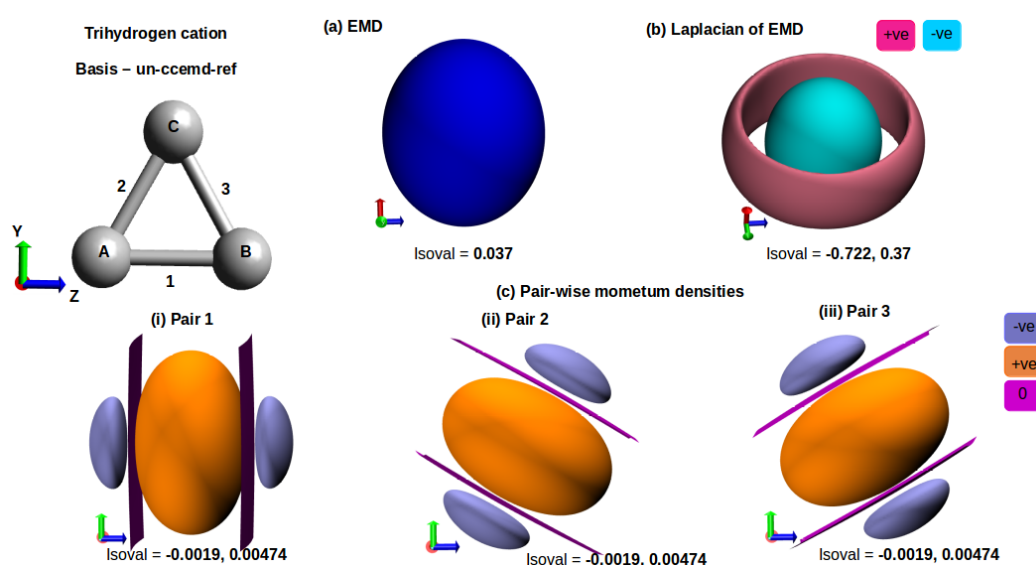 Trihydrogen cation
Basis – un-ccemd-ref
C
2
3
A
B
1
Y
Z
(a) EMD
Isoval = 0.037
(b) Laplacian of EMD
+ve
-ve
Isoval = -0.722, 0.37
(c) Pair-wise mometum densities
(i) Pair 1
Isoval = -0.0019, 0.00474
(ii) Pair 2
Isoval = -0.0019, 0.00474
(iii) Pair 3
Isoval = -0.0019, 0.00474
-ve
+ve
0